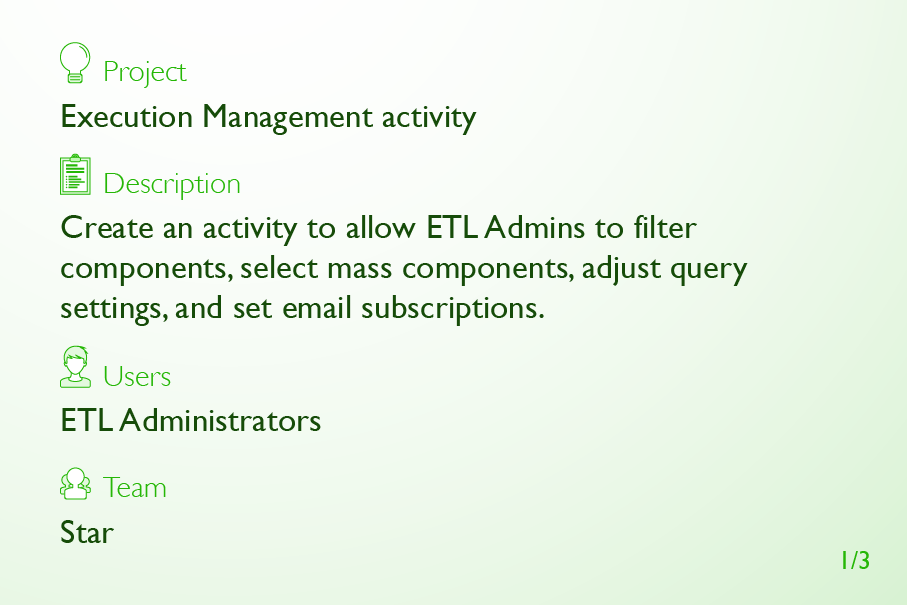 Project
Execution Management activity
Description
Create an activity to allow ETL Admins to filter
components, select mass components, adjust query
settings, and set email subscriptions.
Users
ETL Administrators
Team
Star
1/3